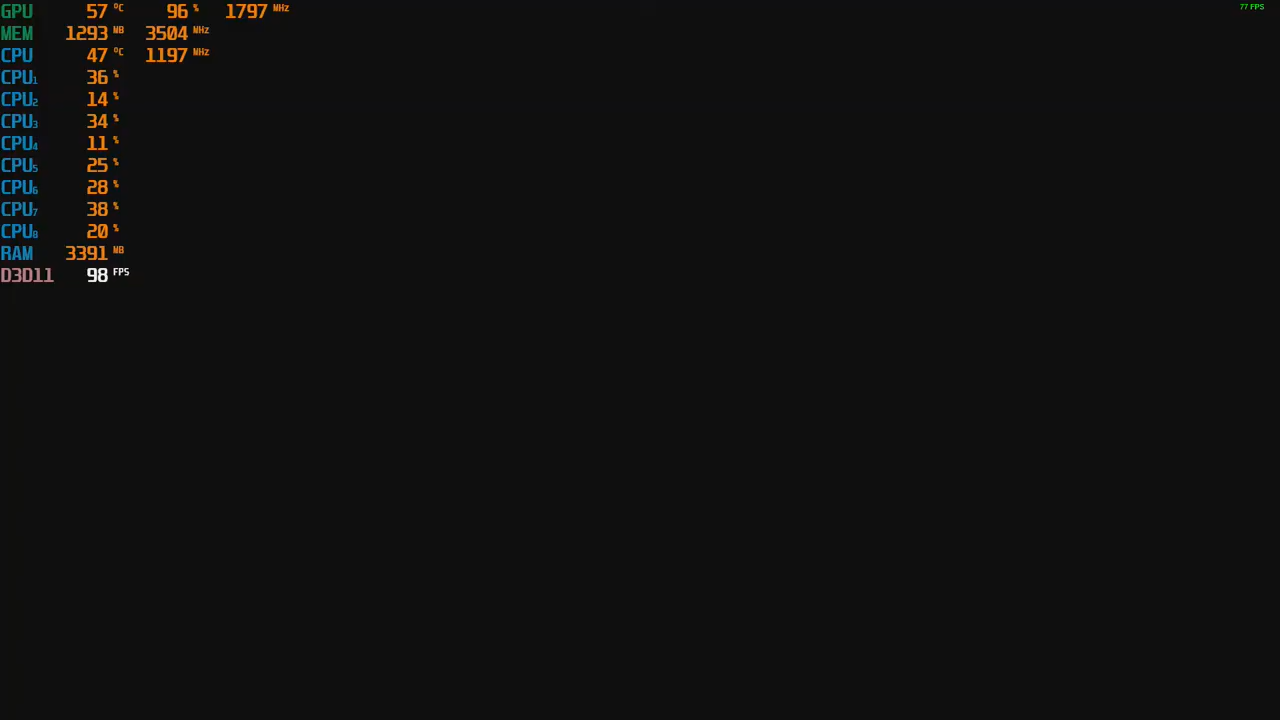 GPU 57 °C 96 % 1797 MHz 77 FPS
MEM 1293 MB 3504 MHz
CPU 47 °C 1197 MHz
CPU1 36 %
CPU2 14 %
CPU3 34 %
CPU4 11 %
CPU5 25 %
CPU6 28 %
CPU7 38 %
CPU8 20 %
RAM 3391 MB
D3D11 98 FPS